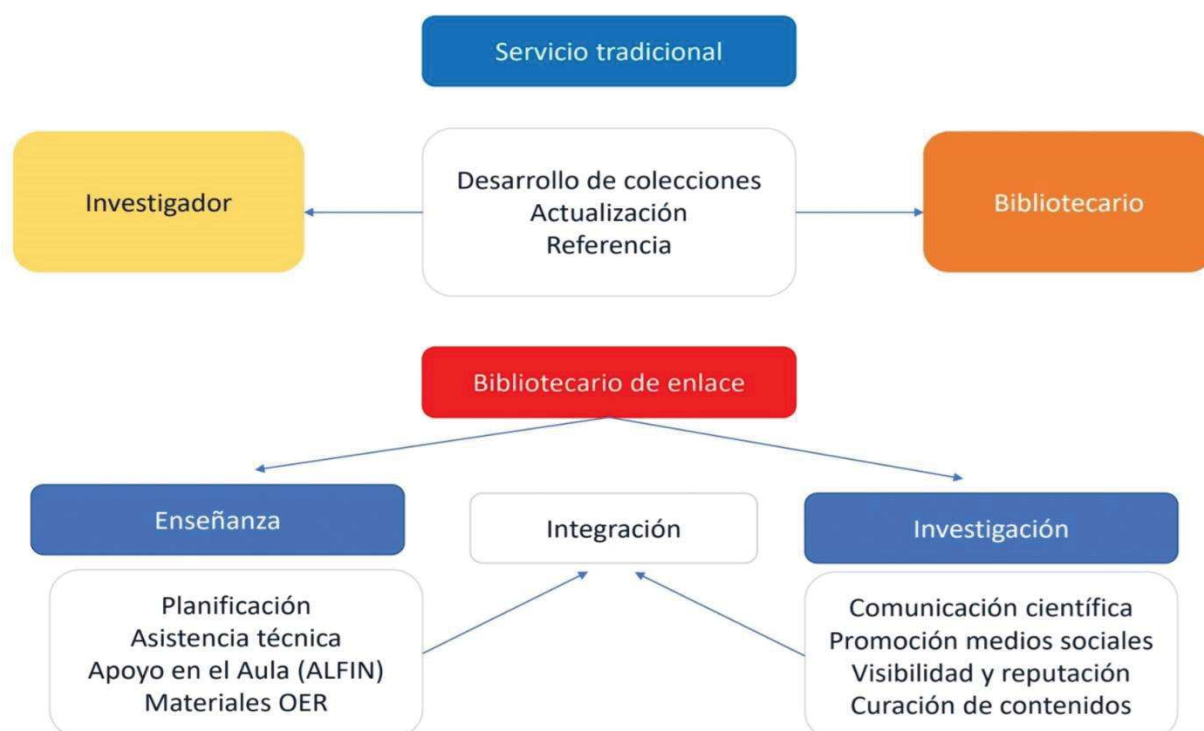 Servicio tradicional
Investigador
Desarrollo de colecciones
Actualización
Referencia
Bibliotecario
Bibliotecario de enlace
Enseñanza
Integración
Investigación
Planificación
Asistencia técnica
Apoyo en el Aula (ALFIN)
Materiales OER
Comunicación científica
Promoción medios sociales
Visibilidad y reputación
Curación de contenidos